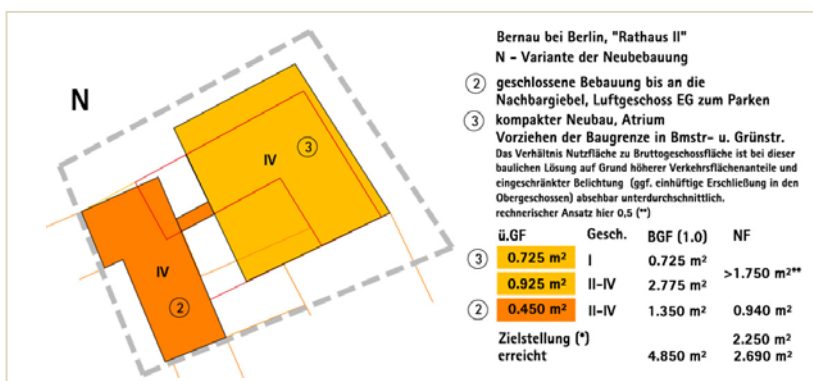 Bernau bei Berlin, "Rathaus II"
N - Variante der Neubebauung
2 geschlossene Bebauung bis an die
Nachbargiebel, Luftgeschoss EG zum Parken
3 kompakter Neubau, Atrium
Vorziehen der Baugrenze in Bmstr- u. Grünstr.
Das Verhältnis Nutzfläche zu Bruttogeschossfläche ist bei dieser
baulichen Lösung auf Grund höherer Verkehrsflächenanteile und
eingeschränkter Belichtung (ggf. einhüftige Erschließung in den
Obergeschossen) absehbar unterdurchschnittlich.
rechnerischer Ansatz hier 0,5 (**)
ü.GF Gesch. BGF (1.0) NF
3 0.725 m² I 0.725 m²
>1.750 m²**
0.925 m² II-IV 2.775 m²
2 0.450 m² II-IV 1.350 m² 0.940 m²
Zielstellung (*) 2.250 m²
erreicht 4.850 m² 2.690 m²
N
IV 3
IV
2